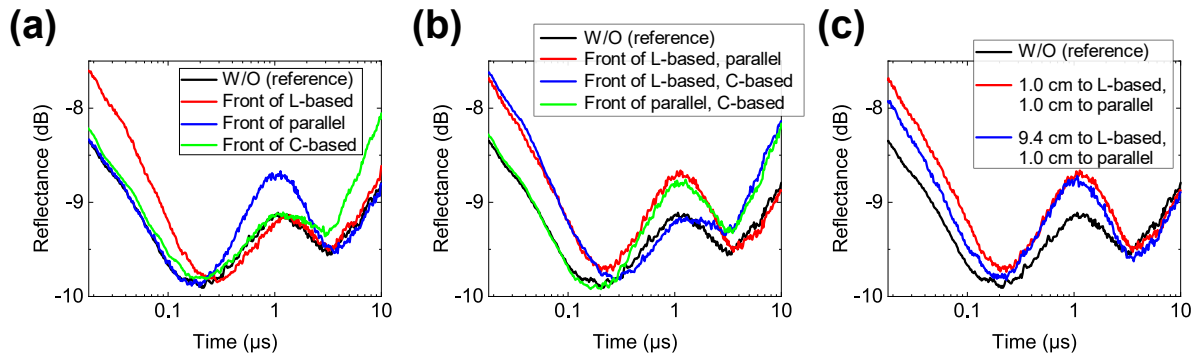 (a)
W/O (reference)
Front of L-based
Front of parallel
Front of C-based
-8
-9
-10
0.1
1
10
Reflectance (dB)
Time (µs)
(b)
W/O (reference)
Front of L-based, parallel
Front of L-based, C-based
Front of parallel, C-based
-8
-9
-10
0.1
1
10
Reflectance (dB)
Time (µs)
(c)
W/O (reference)
1.0 cm to L-based,
1.0 cm to parallel
9.4 cm to L-based,
1.0 cm to parallel
-8
-9
-10
0.1
1
10
Reflectance (dB)
Time (µs)